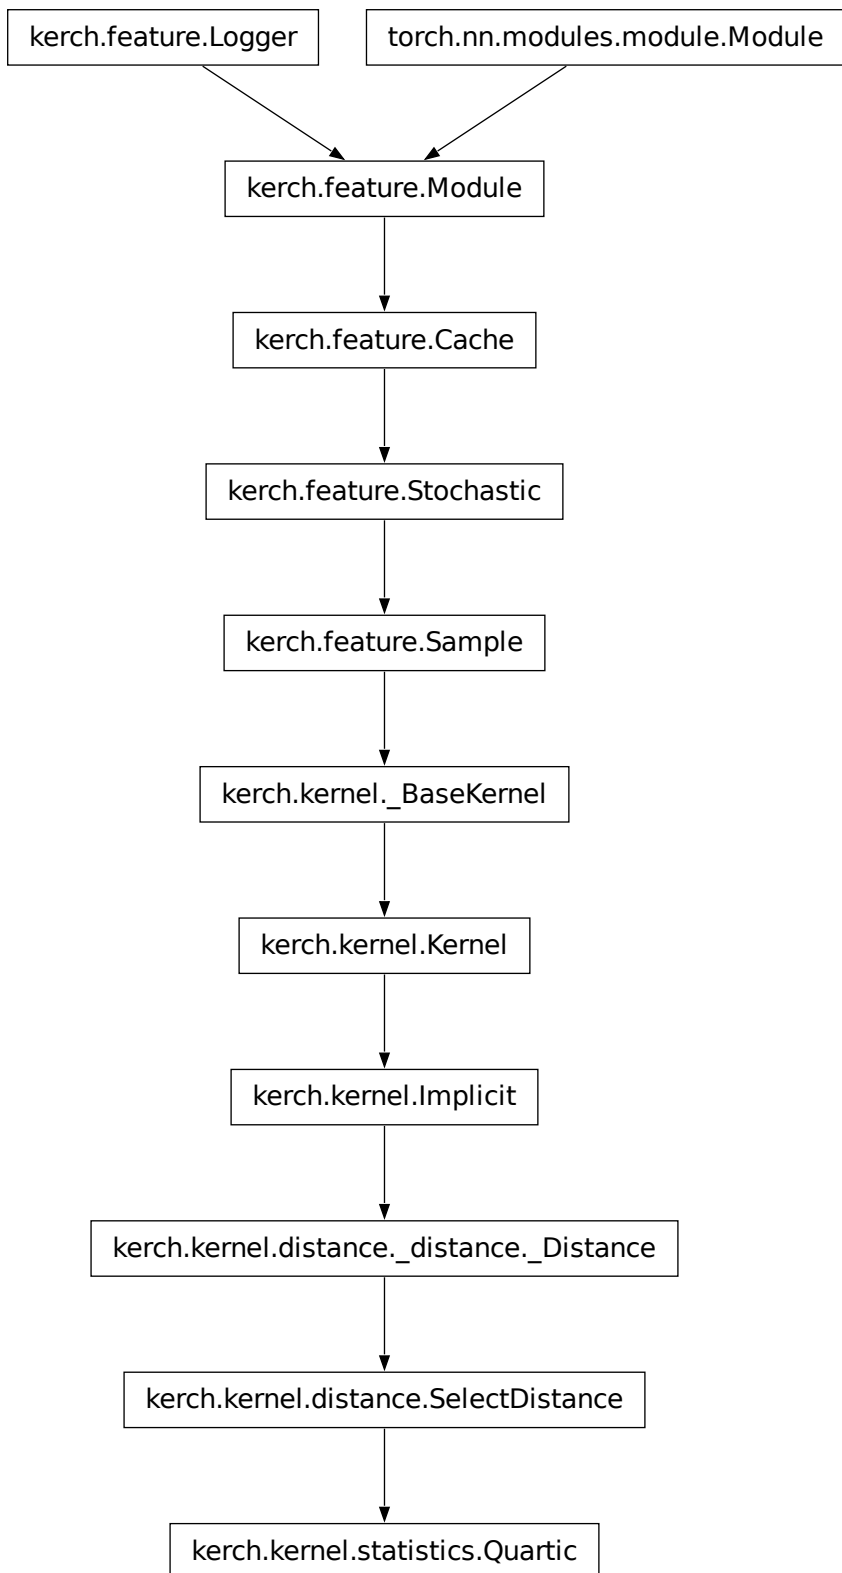 kerch.feature.Logger
torch.nn.modules.module.Module
kerch.feature.Module
kerch.feature.Cache
kerch.feature.Stochastic
kerch.feature.Sample
kerch.kernel._BaseKernel
kerch.kernel.Kernel
kerch.kernel.Implicit
kerch.kernel.distance._distance._Distance
kerch.kernel.distance.SelectDistance
kerch.kernel.statistics.Quartic